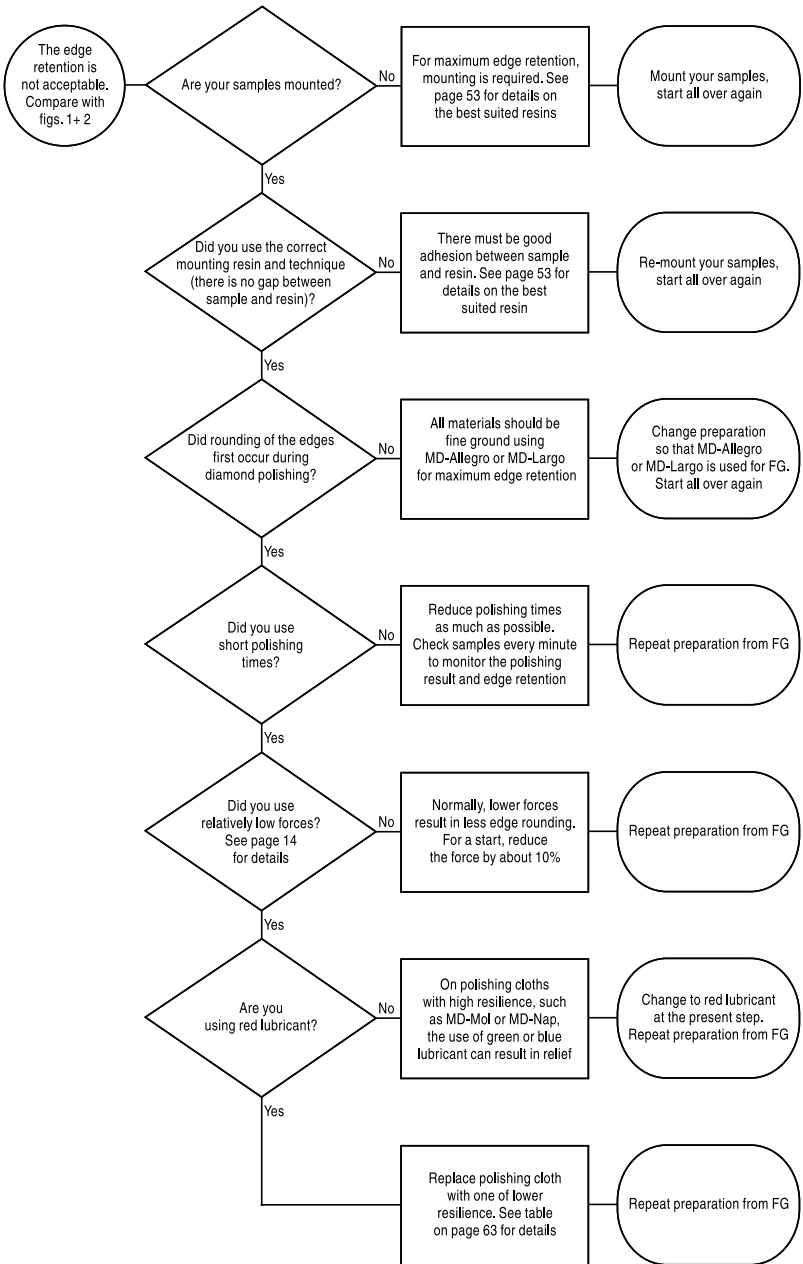 The edge
retention is
not acceptable.
Compare with
figs. 1+ 2
Are your samples mounted?
No
For maximum edge retention,
mounting is required. See
page 53 for details on
the best suited resins
Mount your samples,
start all over again
Yes
Did you use the correct
mounting resin and technique
(there is no gap between
sample and resin)?
No
There must be good
adhesion between sample
and resin. See page 53 for
details on the best
suited resin
Re-mount your samples,
start all over again
Yes
Did rounding of the edges
first occur during
diamond polishing?
No
All materials should be
fine ground using
MD-Allegro or MD-Largo
for maximum edge retention
Change preparation
so that MD-Allegro
or MD-Largo is used for FG.
Start all over again
Yes
Did you use
short polishing
times?
No
Reduce polishing times
as much as possible.
Check samples every minute
to monitor the polishing
result and edge retention
Repeat preparation from FG
Yes
Did you use
relatively low forces?
See page 14
for details
No
Normally, lower forces
result in less edge rounding.
For a start, reduce
the force by about 10%
Repeat preparation from FG
Yes
Are you
using red lubricant?
No
On polishing cloths
with high resilience, such
as MD-Mol or MD-Nap,
the use of green or blue
lubricant can result in relief
Change to red lubricant
at the present step.
Repeat preparation from FG
Yes
Replace polishing cloth
with one of lower
resilience. See table
on page 63 for details
Repeat preparation from FG